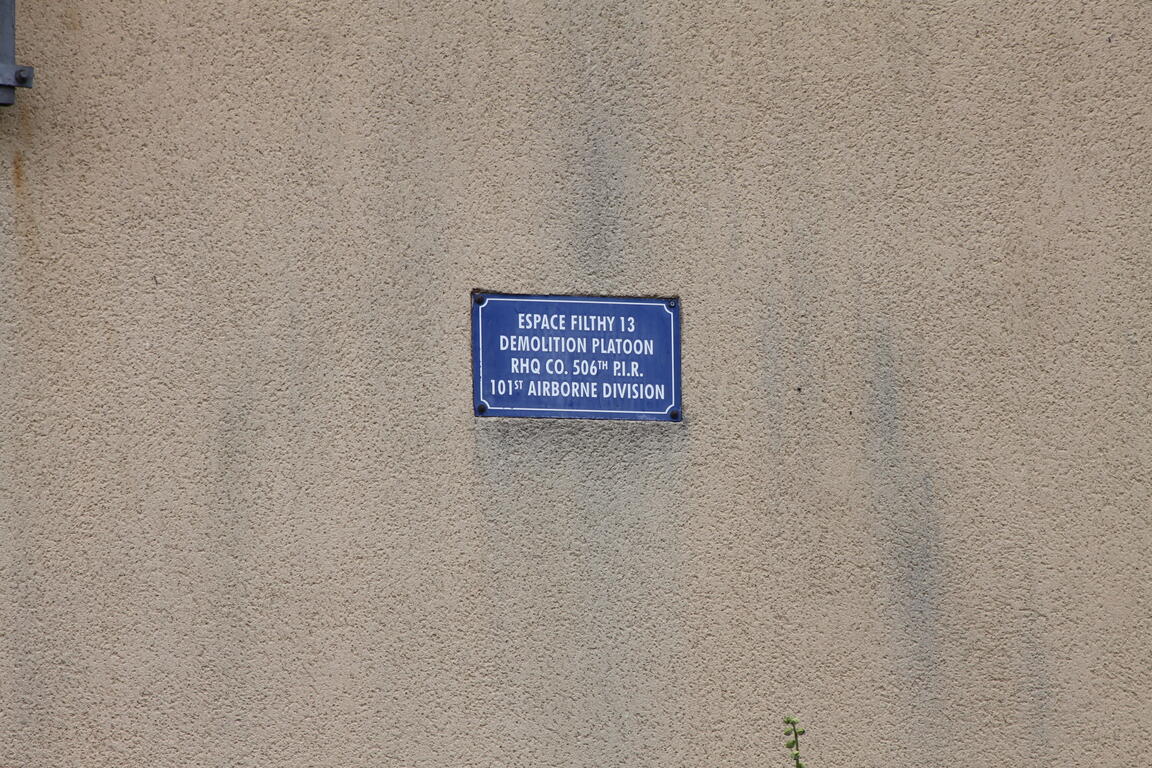 ESPACE FILTHY 13
DEMOLITION PLATOON
RHQ CO. 506TH P.I.R.
101ST AIRBORNE DIVISION